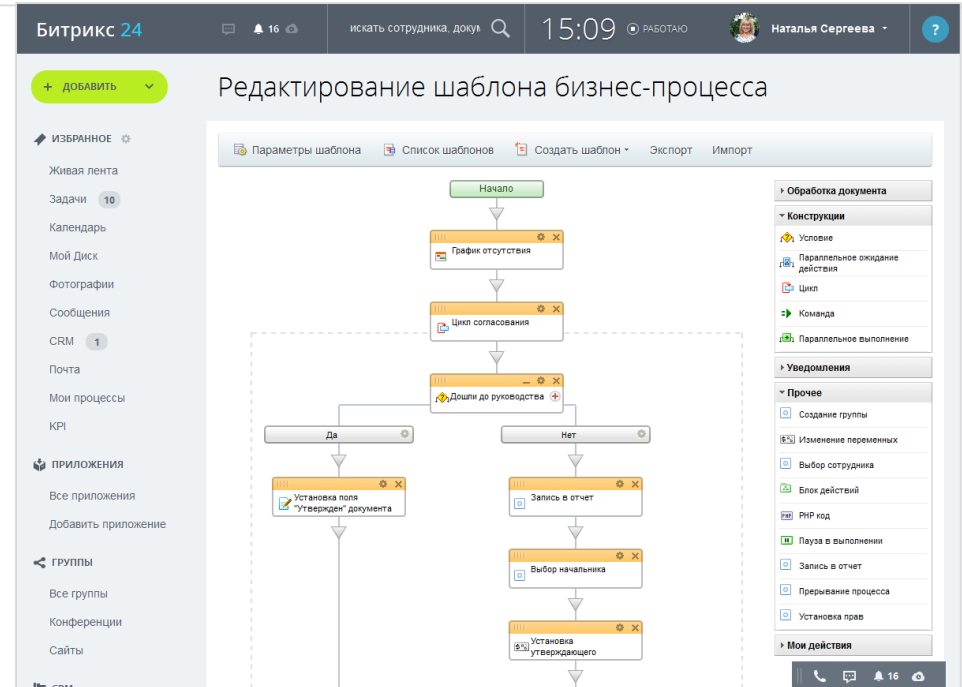 Битрикс 24
16
искать сотрудника, докум
15:09
РАБОТАЮ
Наталья Сергеева
?
+ ДОБАВИТЬ
Редактирование шаблона бизнес-процесса
ИЗБРАННОЕ
Живая лента
Задачи 10
Календарь
Мой Диск
Фотографии
Сообщения
CRM 1
Почта
Мои процессы
KPI
ПРИЛОЖЕНИЯ
Все приложения
Добавить приложение
ГРУППЫ
Все группы
Конференции
Сайты
CRM
Параметры шаблона
Список шаблонов
Создать шаблон
Экспорт
Импорт
Начало
График отсутствия
Цикл согласования
Дошли до руководства
Да
Нет
Установка поля
"Утвержден" документа
Запись в отчет
Выбор начальника
Установка
утверждающего
Обработка документа
Конструкции
Условие
Параллельное ожидание
действия
Цикл
Команда
Параллельное выполнение
Уведомления
Прочее
Создание группы
Изменение переменных
Выбор сотрудника
Блок действий
PHP код
Пауза в выполнении
Запись в отчет
Прерывание процесса
Установка прав
Мои действия
16